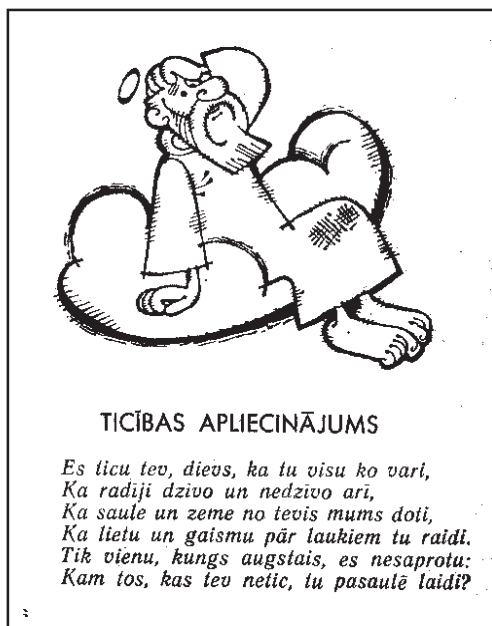 TICĪBAS APLIECINĀJUMS
Es ticu tev, dievs, ka tu visu ko vari,
Ka radīji dzīvo un nedzīvo arī,
Ka saule un zeme no tevis mums doti,
Ka lietu un gaismu pār laukiem tu raidi.
Tik vienu, kungs augstais, es nesaprotu:
Kam tos, kas tev netic, tu pasaulē laidi?